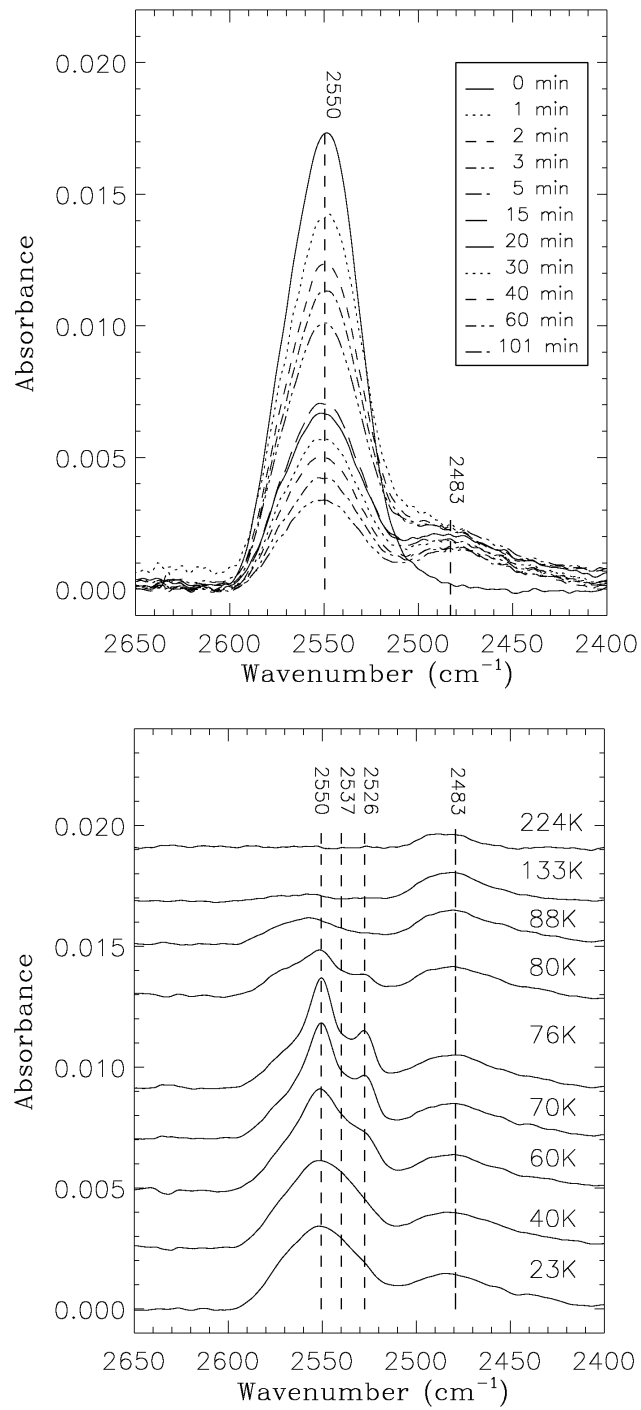 0.020
0.015
0.010
0.005
0.000
Absorbance
2550
2483
0 min
1 min
2 min
3 min
5 min
15 min
20 min
30 min
40 min
60 min
101 min
2650 2600 2550 2500 2450 2400
Wavenumber (cm⁻¹)
0.020
0.015
0.010
0.005
0.000
Absorbance
2550
2537
2526
2483
224K
133K
88K
80K
76K
70K
60K
40K
23K
2650 2600 2550 2500 2450 2400
Wavenumber (cm⁻¹)